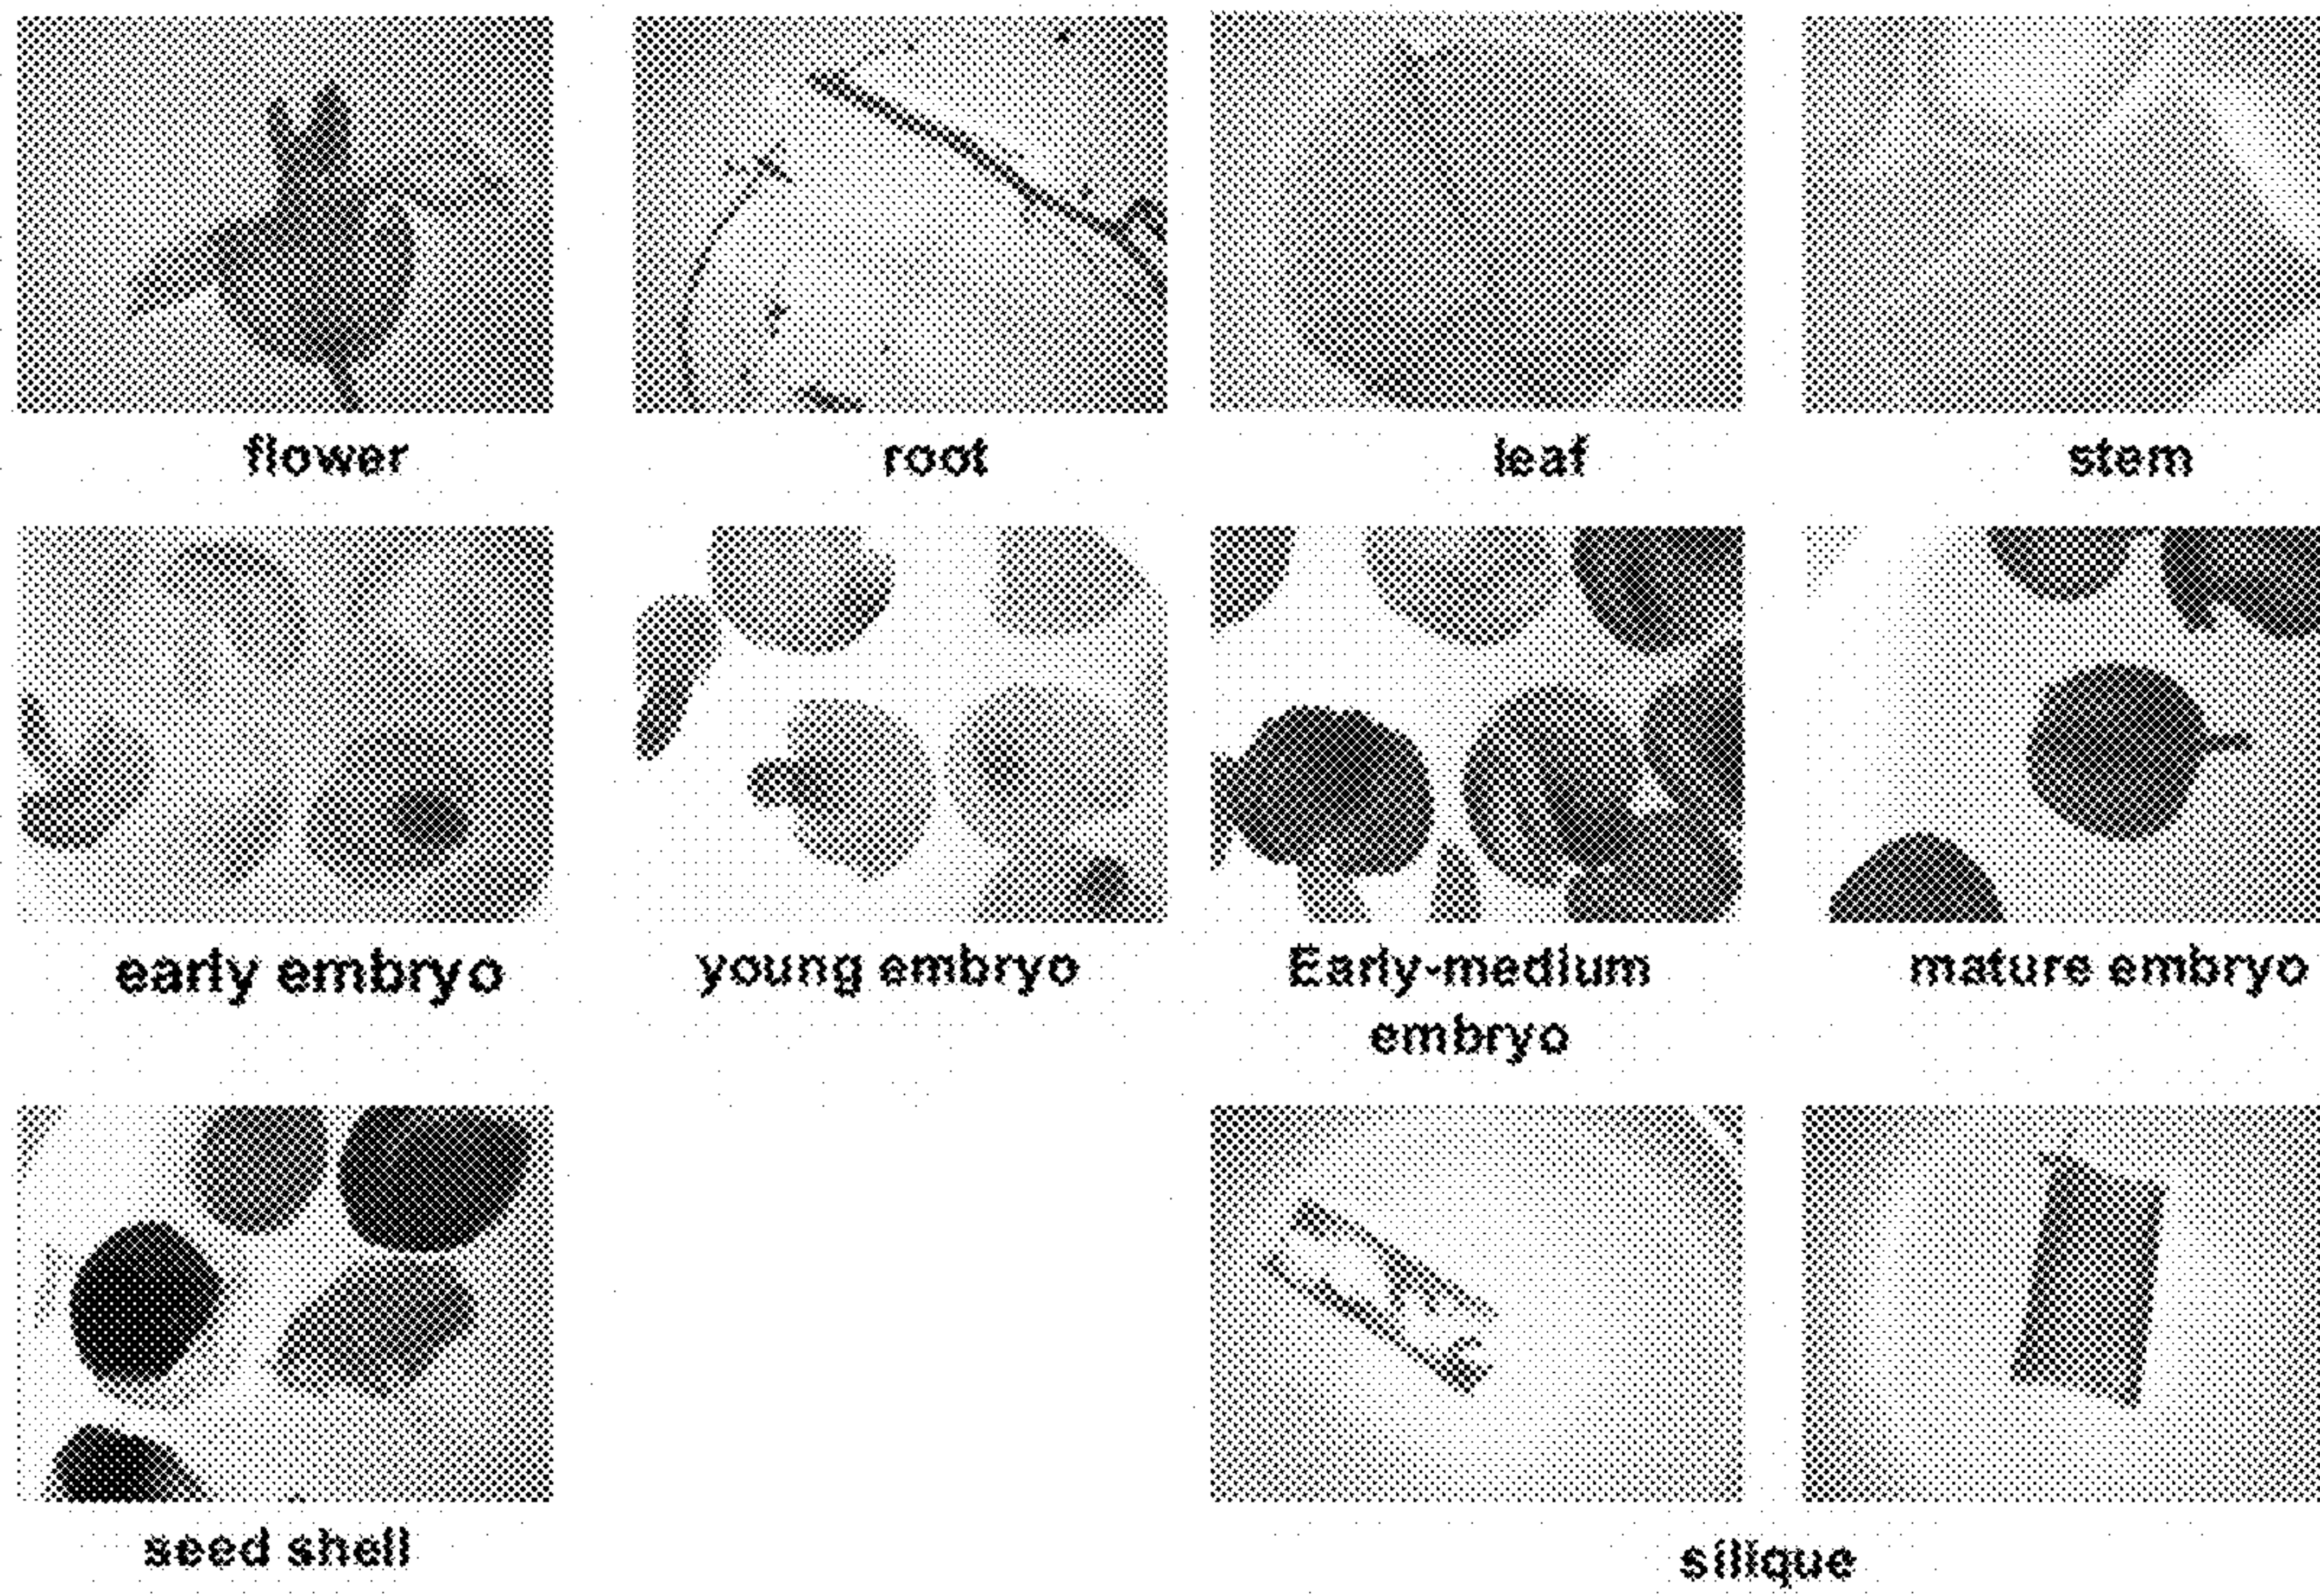 flower
root
leaf
stem
early embryo
young embryo
Early-medium
embryo
mature embryo
seed shell
silique